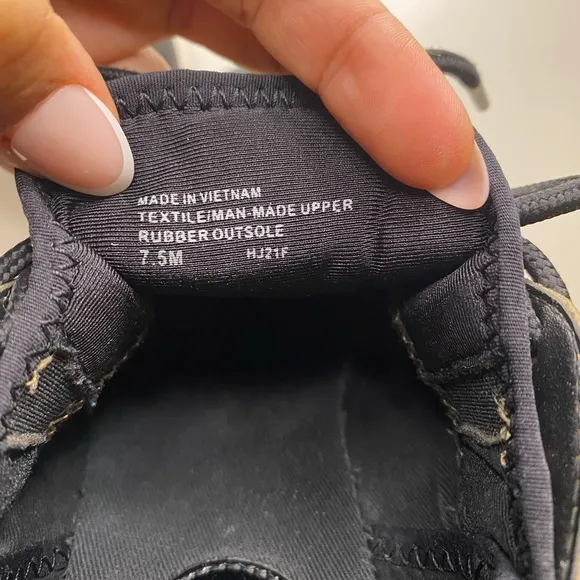 MADE IN VIETNAM
TEXTILE/MAN-MADE UPPER
RUBBER OUTSOLE
7.5M HJ21F